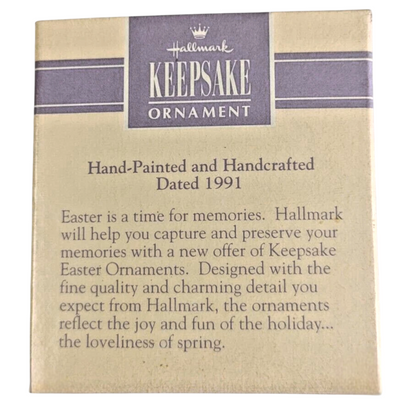 Hallmark
KEEPSAKE
ORNAMENT
Hand-Painted and Handcrafted
Dated 1991
Easter is a time for memories. Hallmark
will help you capture and preserve your
memories with a new offer of Keepsake
Easter Ornaments. Designed with the
fine quality and charming detail you
expect from Hallmark, the ornaments
reflect the joy and fun of the holiday...
the loveliness of spring.